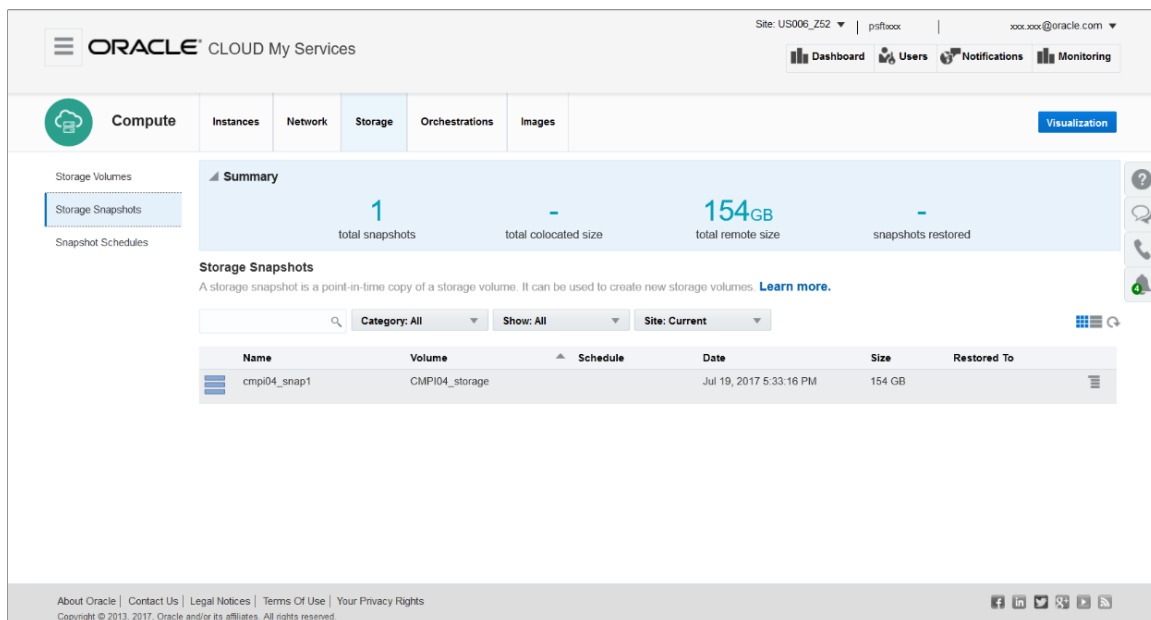 Site: US006_Z52 psftxxx xxx.xxx@oracle.com
ORACLE CLOUD My Services
Dashboard Users Notifications Monitoring
Compute Instances Network Storage Orchestrations Images Visualization
Storage Volumes
Storage Snapshots
Snapshot Schedules
Summary
1 - 154GB -
total snapshots total colocated size total remote size snapshots restored
Storage Snapshots
A storage snapshot is a point-in-time copy of a storage volume. It can be used to create new storage volumes. Learn more.
Category: All Show: All Site: Current
Name Volume Schedule Date Size Restored To
cmpi04_snap1 CMPI04_storage Jul 19, 2017 5:33:16 PM 154 GB
4
About Oracle | Contact Us | Legal Notices | Terms Of Use | Your Privacy Rights
Copyright © 2013, 2017, Oracle and/or its affiliates. All rights reserved.